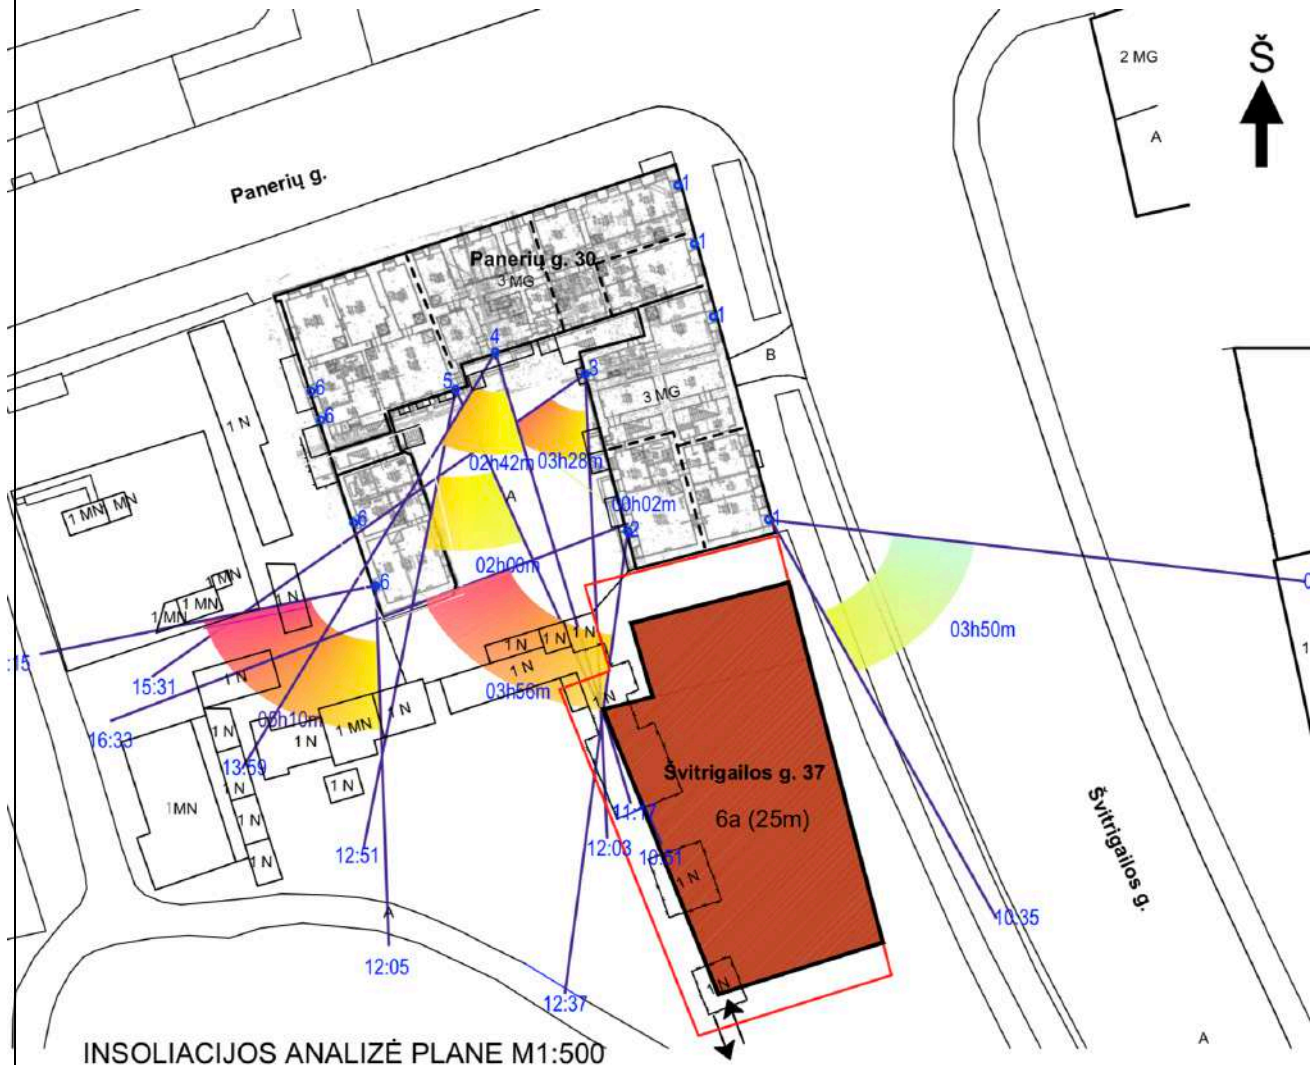 2 MG
Š
A
Panerių g.
1
1
Panerių g. 30
3 MG
1
4
B
3
5
6
3 MG
6
1 N
02h42m
03h28m
A
00h02m
1 MN
MN
6
2
1
02h00m
0
1 MN
6
1 N
1 MN
1 MN
03h50m
1 N
1 N
1 N
1 N
:15
15:31
1 N
03h56m
1 N
06h10m
1 N
16:33
1 N
1 MN
1 N
13:59
Švitrigailos g. 37
1 N
1 N
1MN
11:17
6a (25m)
1 N
Švitrigailos g.
12:51
12:03
10:51
1 N
1 N
A
10:35
12:05
1 N
12:37
A
INSOLIACIJOS ANALIZĖ PLANE M1:500